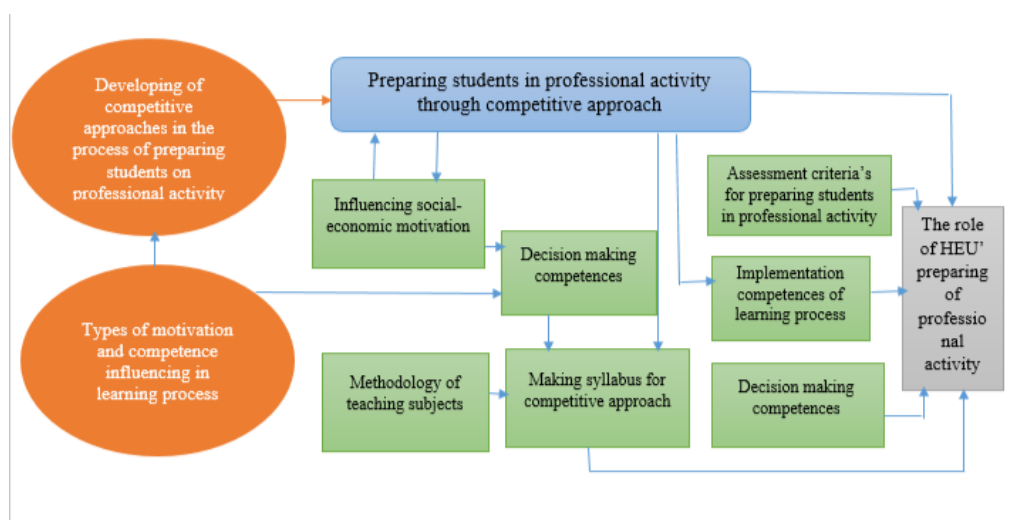 Developing of
competitive
approaches in the
process of preparing
students on
professional activity
Preparing students in professional activity
through competitive approach
Influencing social-
economic motivation
Decision making
competences
Assessment criteria's
for preparing students
in professional activity
The role
of HEU'
preparing
of
professio
nal
activity
Implementation
competences of
learning process
Types of motivation
and competence
influencing in
learning process
Methodology of
teaching subjects
Making syllabus for
competitive approach
Decision making
competences